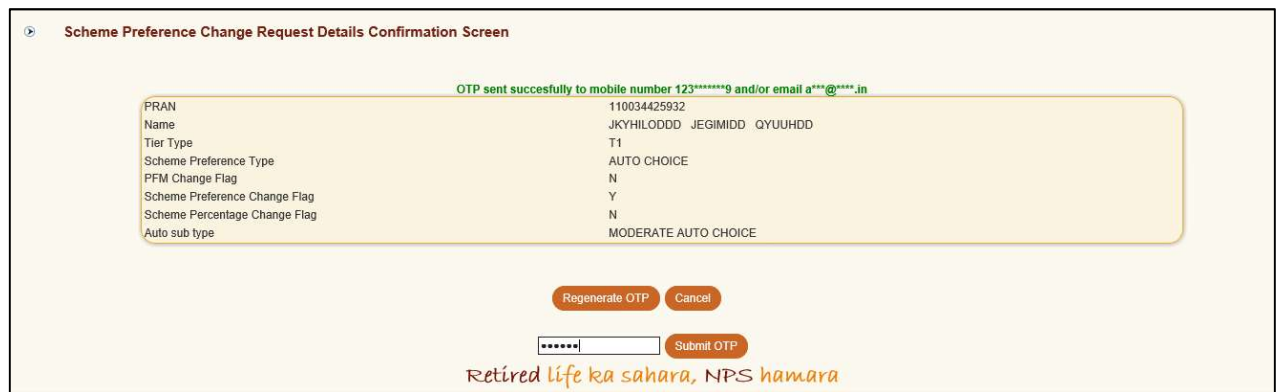 Scheme Preference Change Request Details Confirmation Screen
OTP sent succesfully to mobile number 123*******9 and/or email a***@****.in
PRAN 110034425932
Name JKYHILODDD JEGIMIDD QYUUHDD
Tier Type T1
Scheme Preference Type AUTO CHOICE
PFM Change Flag N
Scheme Preference Change Flag Y
Scheme Percentage Change Flag N
Auto sub type MODERATE AUTO CHOICE
Regenerate OTP Cancel
•••••• Submit OTP
Retired life ka sahara, NPS hamara